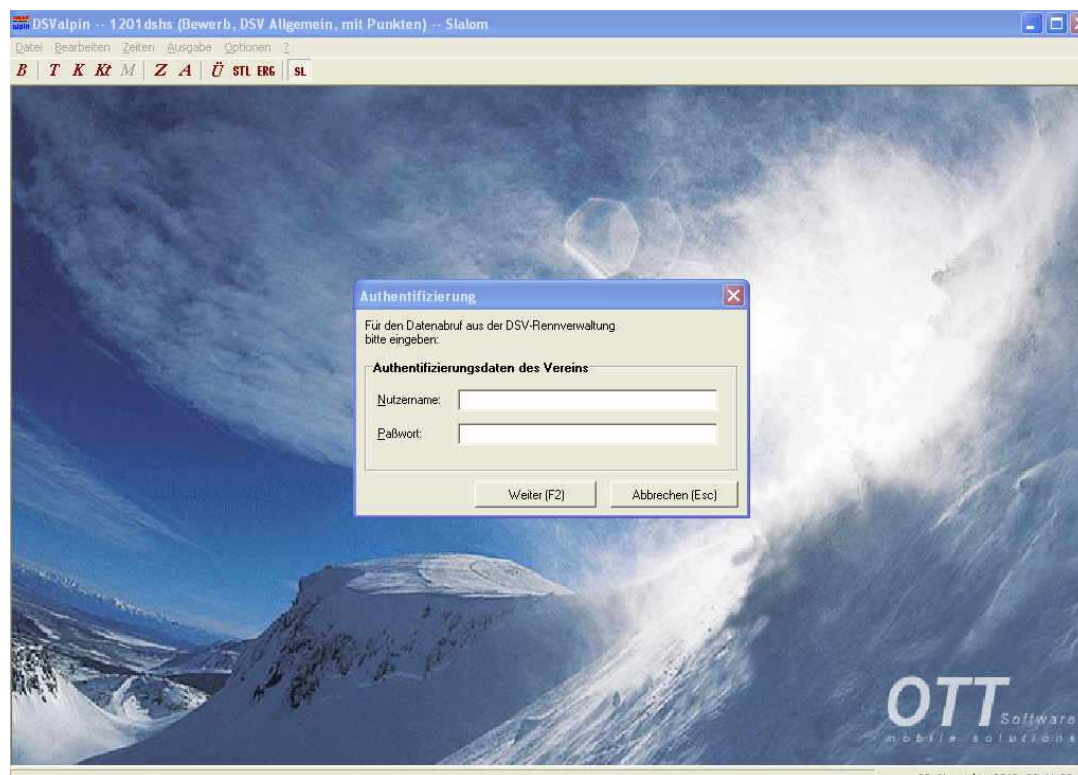 DSValpin -- 1201dshs (Bewerb, DSV Allgemein, mit Punkten) -- Slalom
Datei Bearbeiten Zeiten Ausgabe Optionen ?
B T K Kt M Z A Ü STL ERG SL
Authentifizierung
Für den Datenabruf aus der DSV-Rennverwaltung
bitte eingeben:
Authentifizierungsdaten des Vereins
Nutzername:
Paßwort:
Weiter (F2) Abbrechen (Esc)
OTT Software
mobile solutions